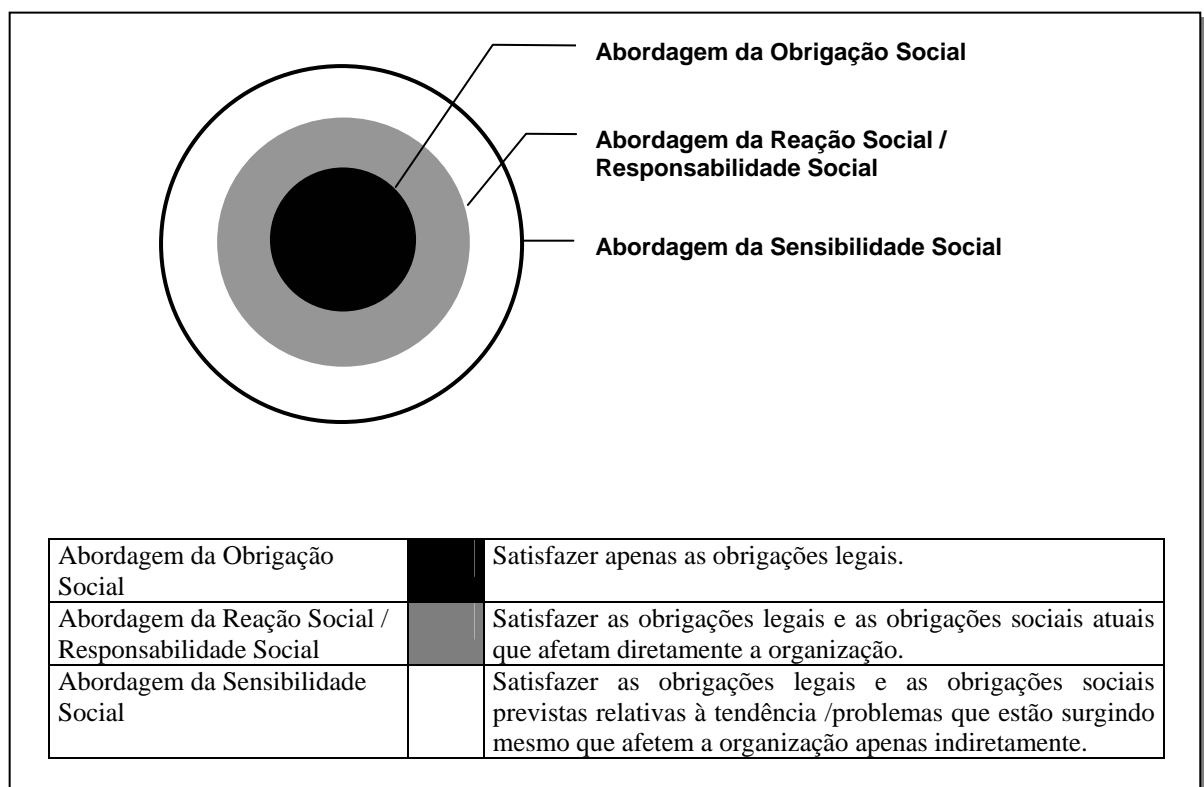 Abordagem da Obrigação Social
Abordagem da Reação Social /
Responsabilidade Social
Abordagem da Sensibilidade Social
Abordagem da Obrigação
Social
Satisfazer apenas as obrigações legais.
Abordagem da Reação Social /
Responsabilidade Social
Satisfazer as obrigações legais e as obrigações sociais atuais
que afetam diretamente a organização.
Abordagem da Sensibilidade
Social
Satisfazer as obrigações legais e as obrigações sociais
previstas relativas à tendência /problemas que estão surgindo
mesmo que afetem a organização apenas indiretamente.